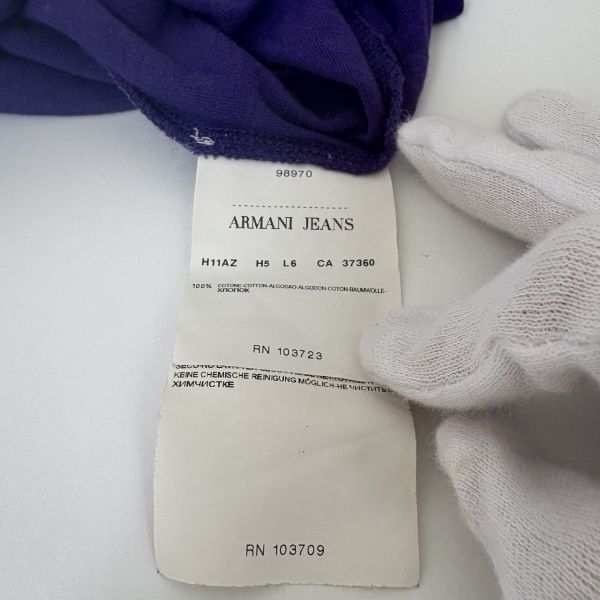 98970
ARMANI JEANS
H11AZ H5 L6 CA 37360
100% COTONE-COTTON-ALGODAO-ALGODON-COTON-BAUMWOLLE-
ХЛОПОК
RN 103723
KEINE CHEMISCHE REINIGUNG MÖGLICH-НЕ ЧИСТИТЬ
ХИМЧИСТКЕ
RN 103709